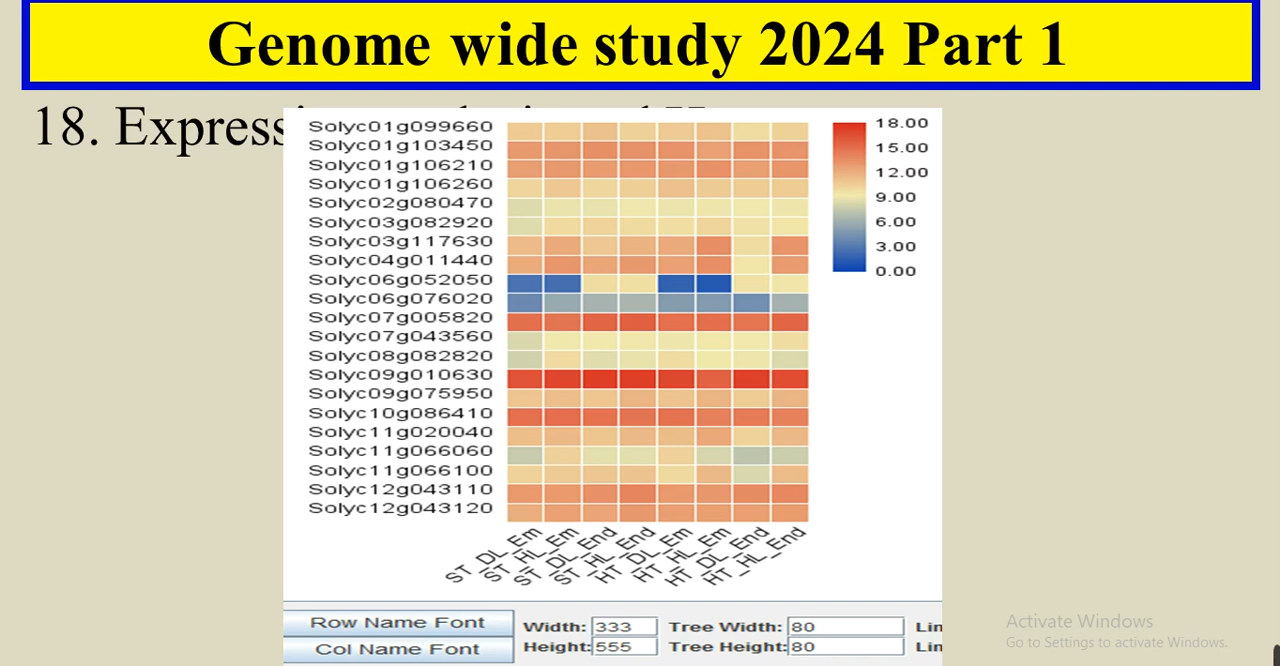 Genome wide study 2024 Part 1
18. Express
Solyc01g099660
Solyc01g103450
Solyc01g106210
Solyc01g106260
Solyc02g080470
Solyc03g082920
Solyc03g117630
Solyc04g011440
Solyc06g052050
Solyc06g076020
Solyc07g005820
Solyc07g043560
Solyc08g082820
Solyc09g010630
Solyc09g075950
Solyc10g086410
Solyc11g020040
Solyc11g066060
Solyc11g066100
Solyc12g043110
Solyc12g043120
18.00
15.00
12.00
9.00
6.00
3.00
0.00
ST_DL_Em
ST_HL_Em
ST_DL_End
ST_HL_End
HT_DL_Em
HT_HL_Em
HT_DL_End
HT_HL_End
Row Name Font
Width: 333 Tree Width: 80 Lin
Col Name Font
Height: 555 Tree Height: 80 Lin
Activate Windows
Go to Settings to activate Windows.